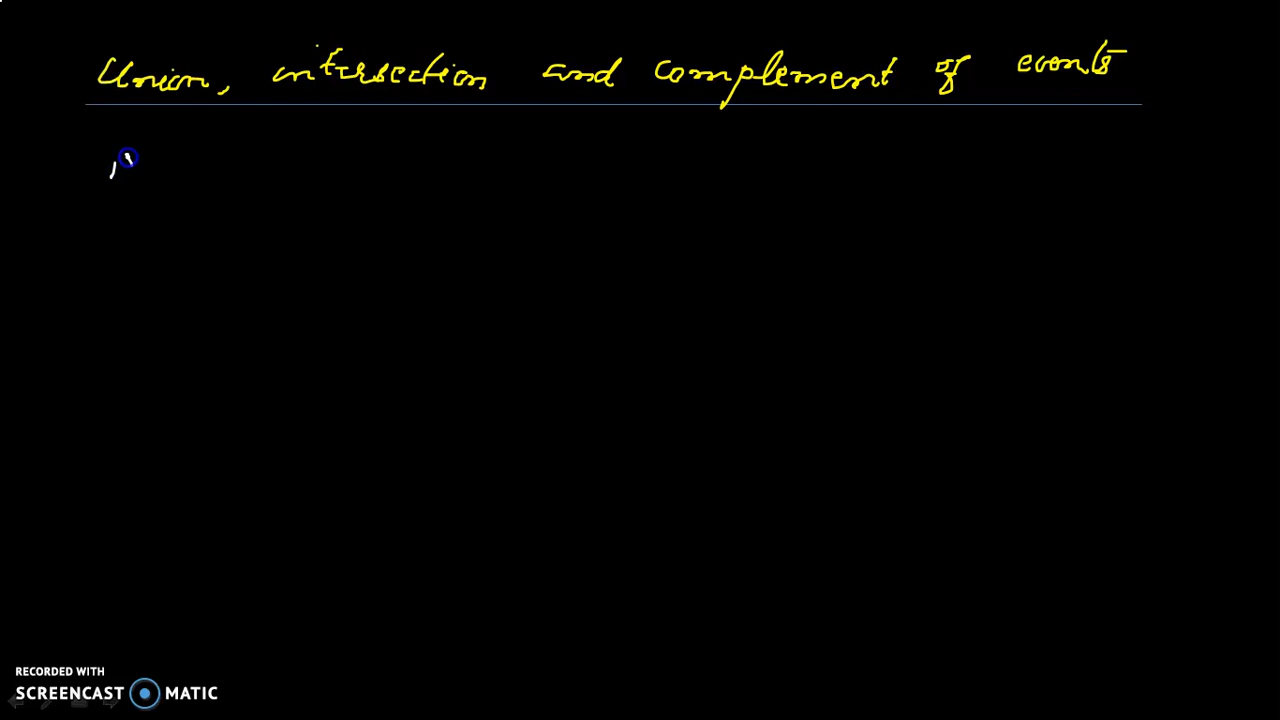 Union, intersection and complement of events
RECORDED WITH
SCREENCAST MATIC